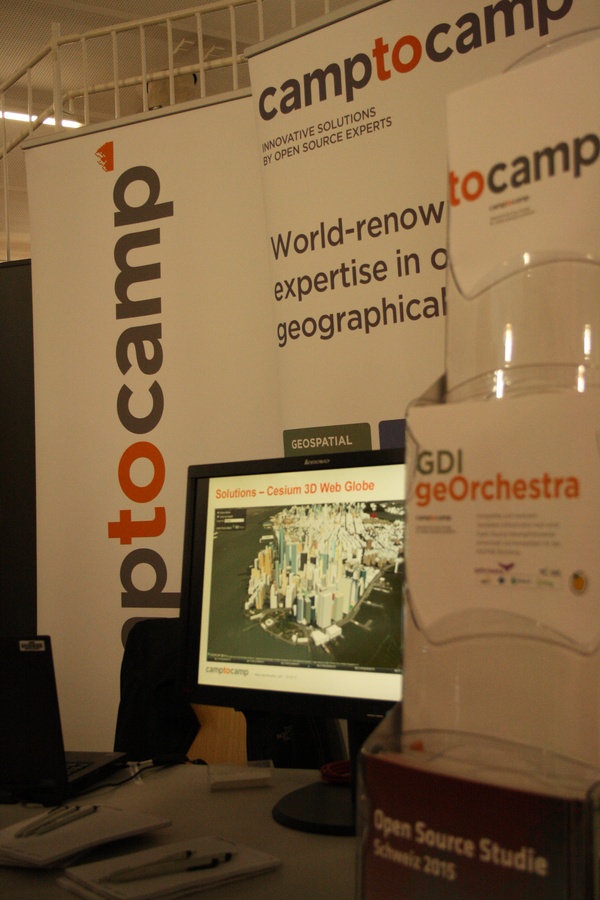 camptocamp
INNOVATIVE SOLUTIONS
BY OPEN SOURCE EXPERTS
World-renow
expertise in o
geographical
GEOSPATIAL
ptocamp
tocamp
lenovo
Solutions – Cesium 3D Web Globe
camptocamp
GDI
geOrchestra
Open Source Studie
Schweiz 2015